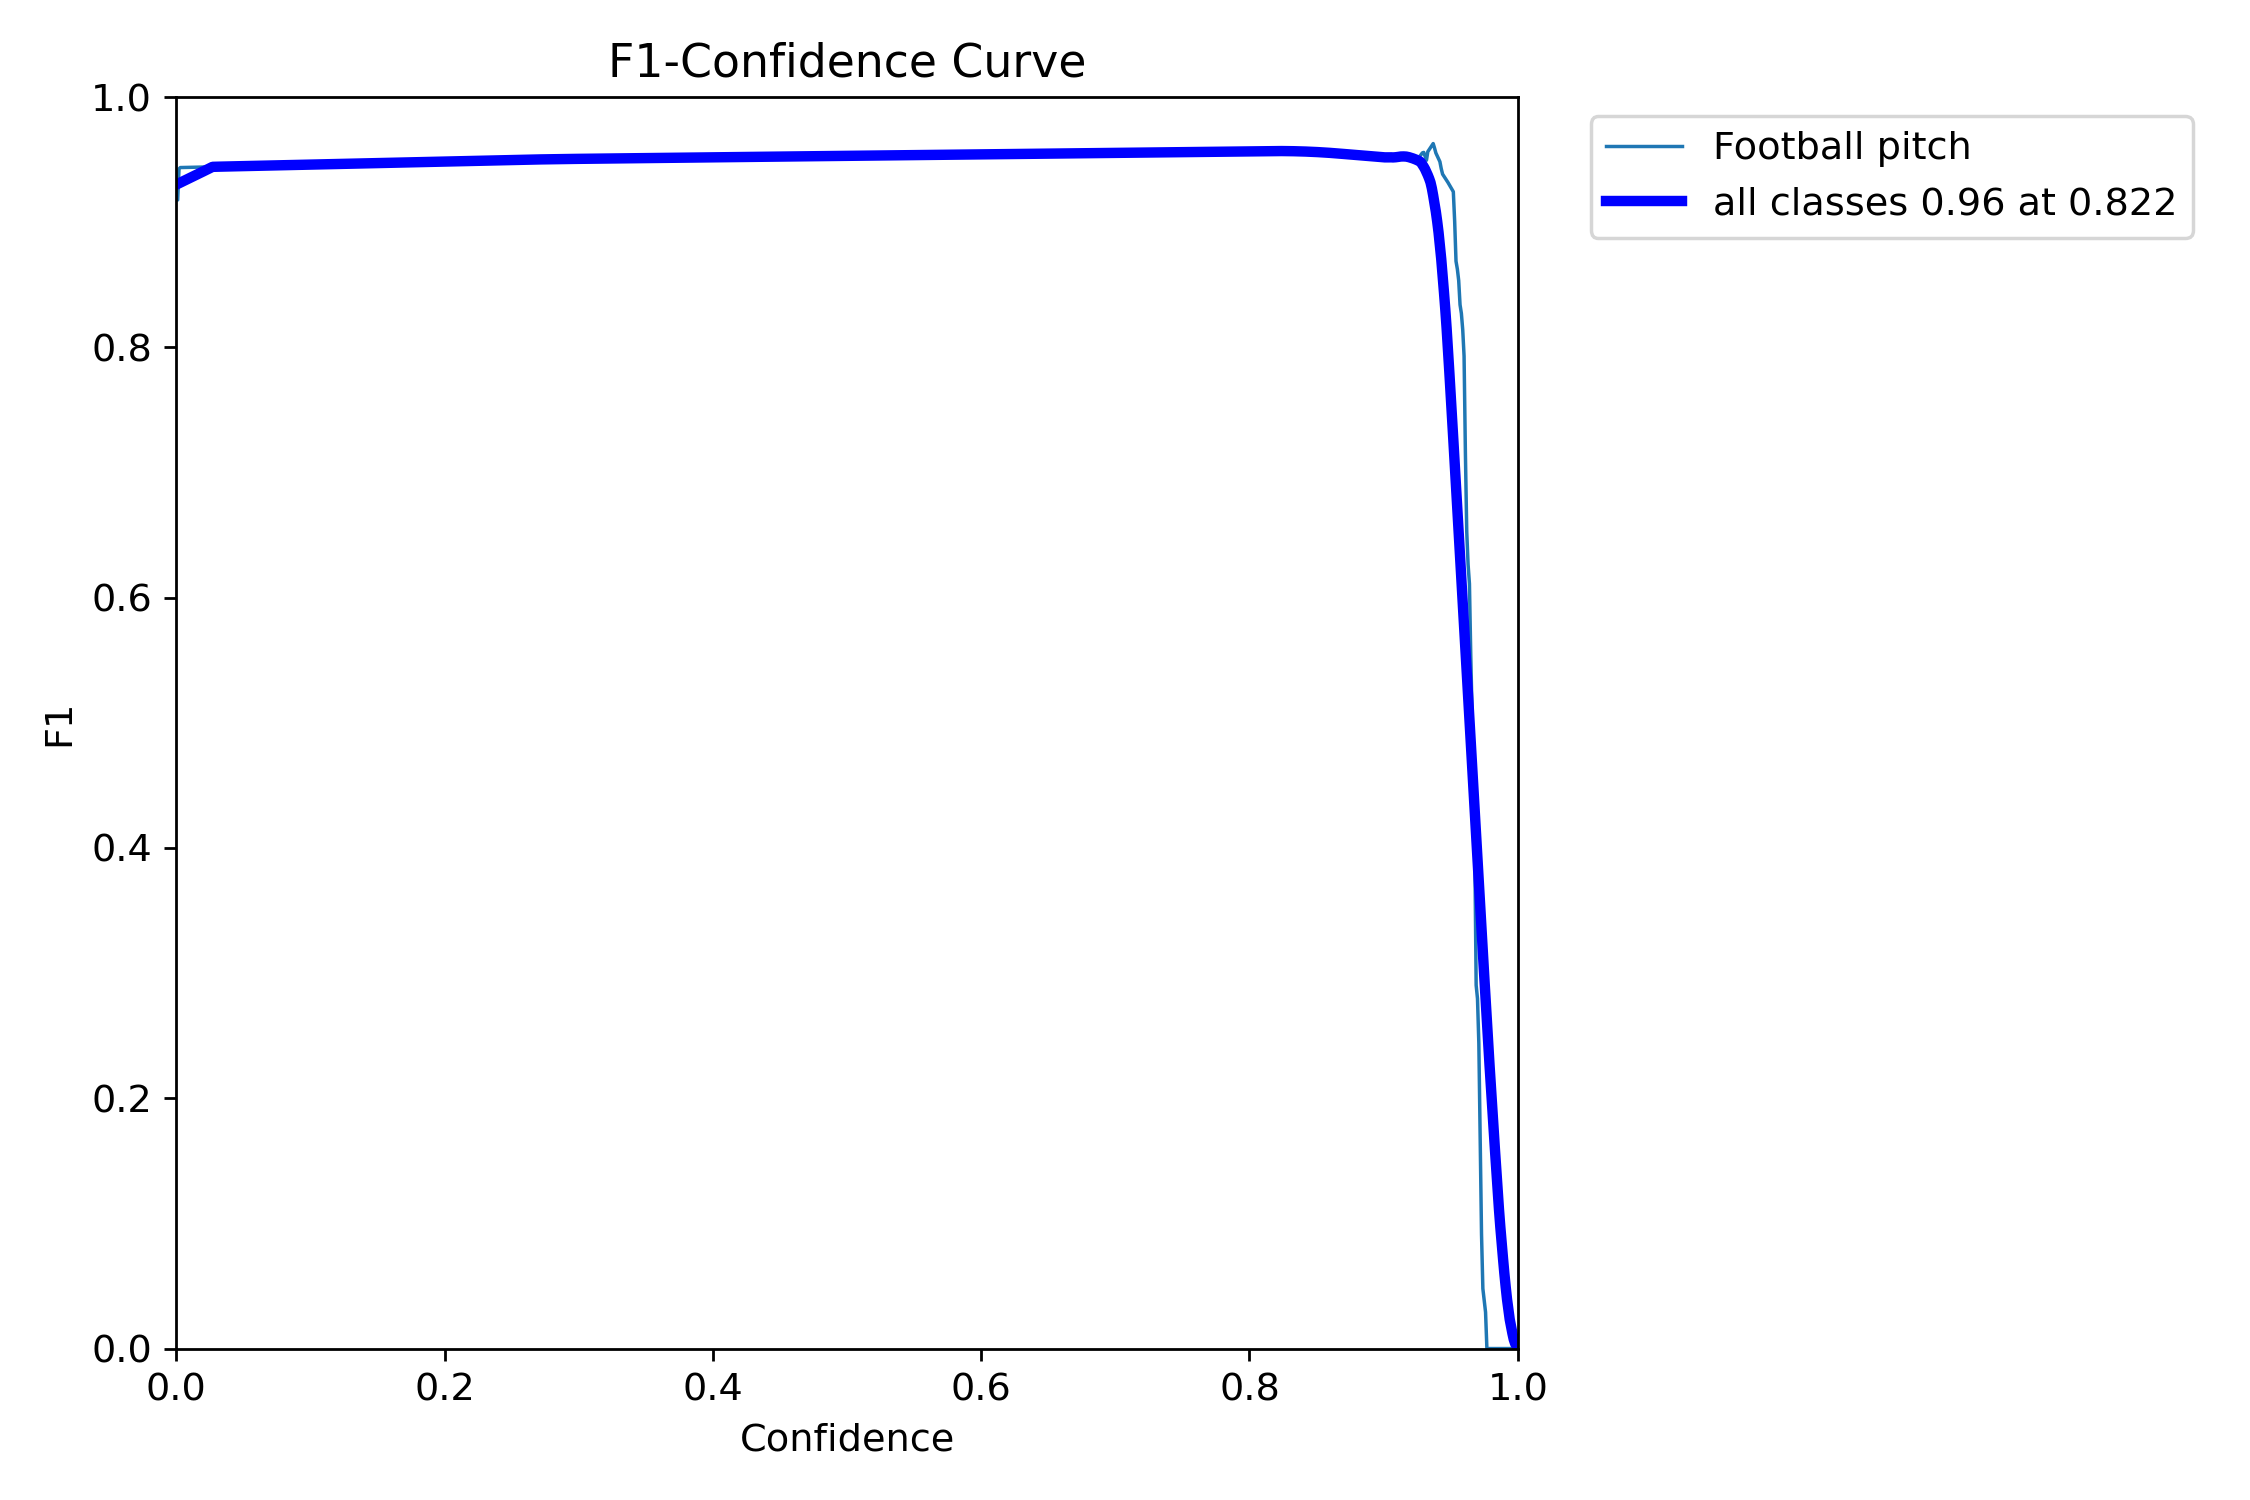 F1-Confidence Curve
1.0
0.8
0.6
0.4
0.2
0.0
F1
0.0 0.2 0.4 0.6 0.8 1.0
Confidence
Football pitch
all classes 0.96 at 0.822